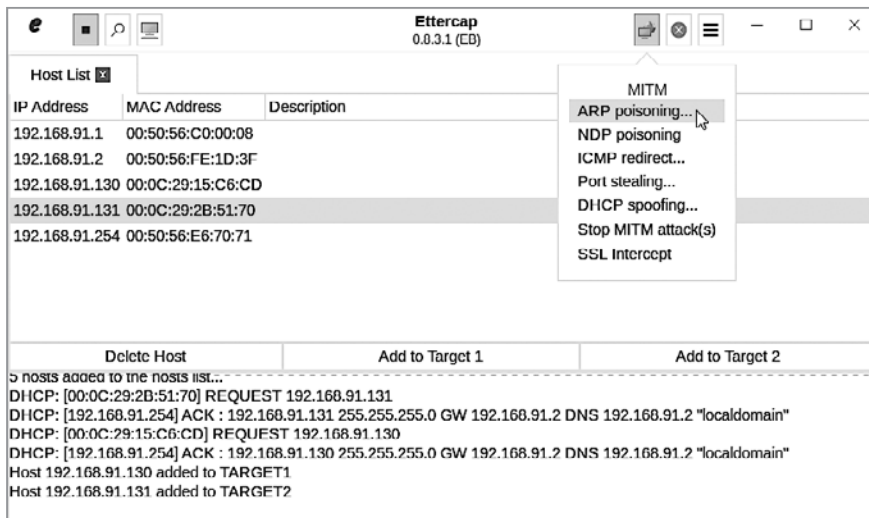 e
Ettercap
0.8.3.1 (EB)
Host List
MITM
ARP poisoning...
NDP poisoning
ICMP redirect...
Port stealing...
DHCP spoofing...
Stop MITM attack(s)
SSL Intercept
IP Address MAC Address Description
192.168.91.1 00:50:56:C0:00:08
192.168.91.2 00:50:56:FE:1D:3F
192.168.91.130 00:0C:29:15:C6:CD
192.168.91.131 00:0C:29:2B:51:70
192.168.91.254 00:50:56:E6:70:71
Delete Host Add to Target 1 Add to Target 2
5 hosts added to the hosts list...
DHCP: [00:0C:29:2B:51:70] REQUEST 192.168.91.131
DHCP: [192.168.91.254] ACK : 192.168.91.131 255.255.255.0 GW 192.168.91.2 DNS 192.168.91.2 "localdomain"
DHCP: [00:0C:29:15:C6:CD] REQUEST 192.168.91.130
DHCP: [192.168.91.254] ACK : 192.168.91.130 255.255.255.0 GW 192.168.91.2 DNS 192.168.91.2 "localdomain"
Host 192.168.91.130 added to TARGET1
Host 192.168.91.131 added to TARGET2